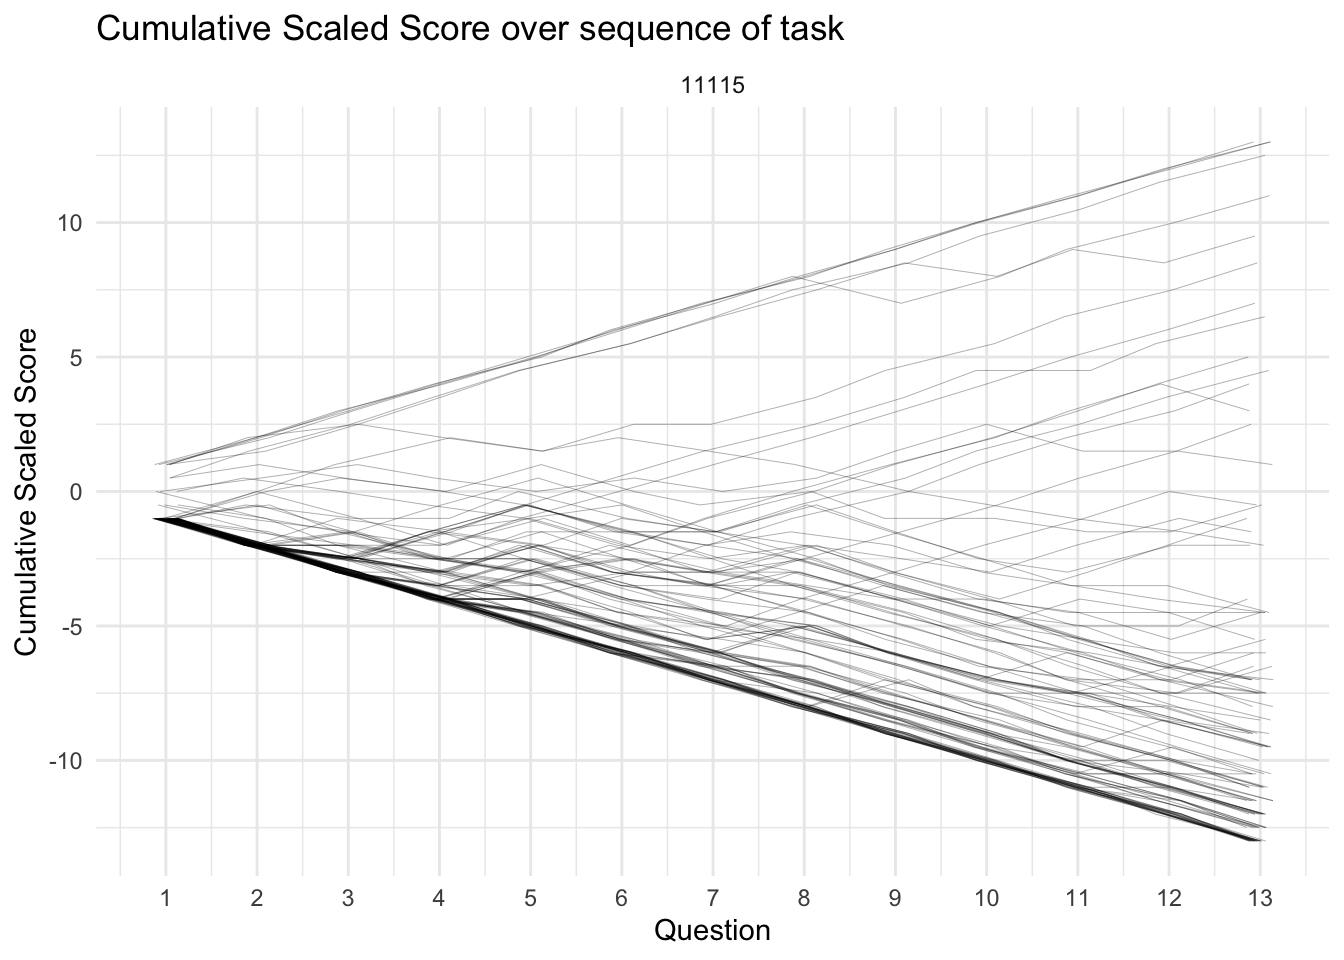 Cumulative Scaled Score over sequence of task
11115
Cumulative Scaled Score
10
5
0
-5
-10
1 2 3 4 5 6 7 8 9 10 11 12 13
Question